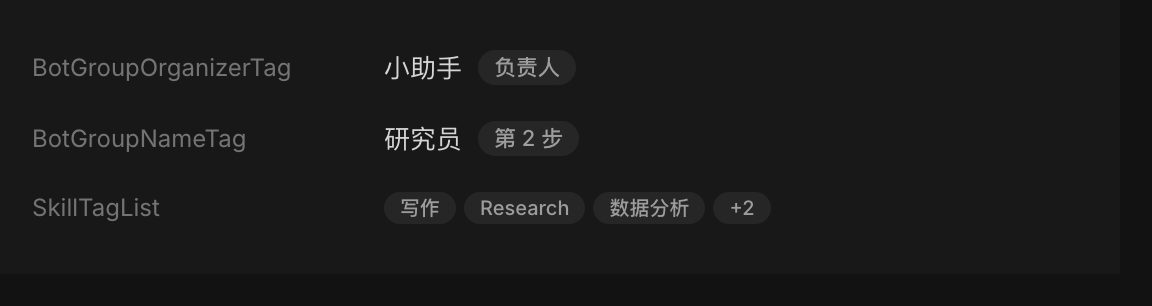 BotGroupOrganizerTag 小助手 负责人
BotGroupNameTag 研究员 第 2 步
SkillTagList 写作 Research 数据分析 +2